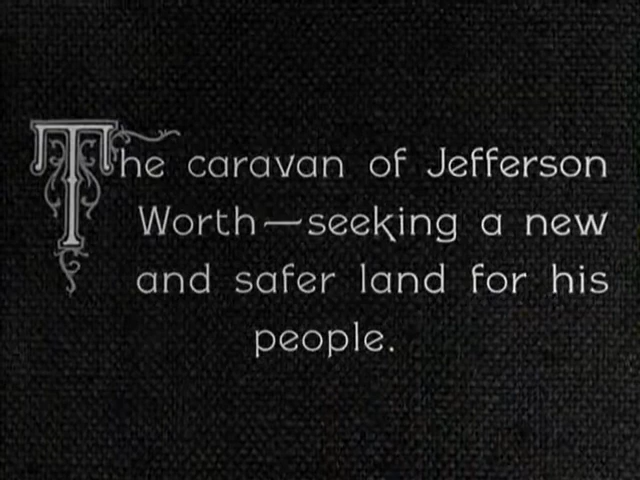 The caravan of Jefferson
Worth—seeking a new
and safer land for his
people.